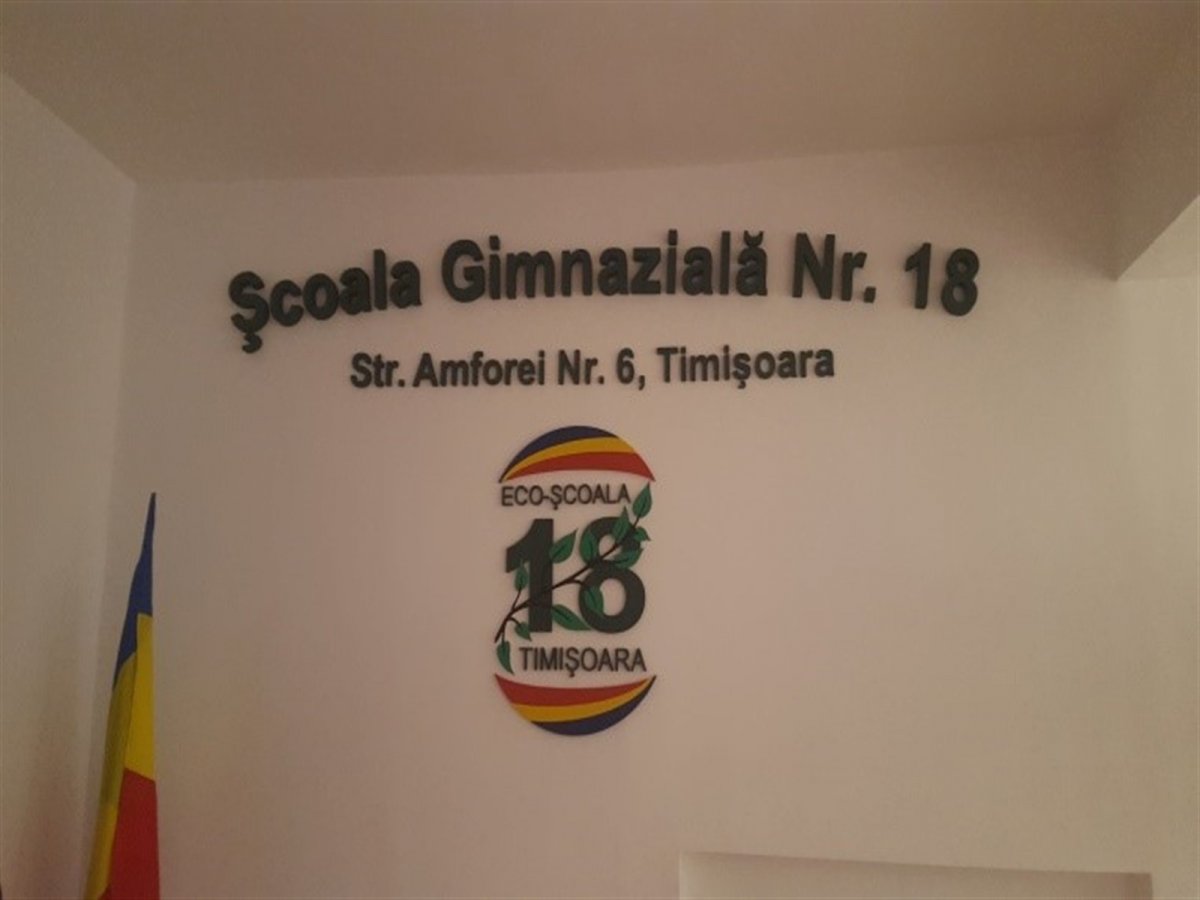 Şcoala Gimnazială Nr. 18
Str. Amforei Nr. 6, Timişoara
ECO-ŞCOALA
18
TIMIŞOARA